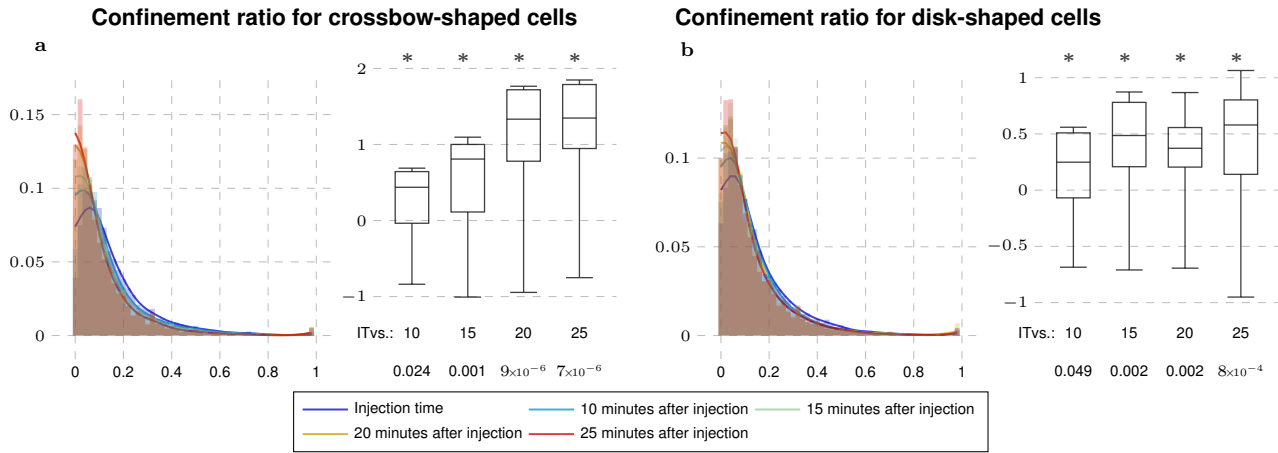 Confinement ratio for crossbow-shaped cells
Confinement ratio for disk-shaped cells
a
0.15
0.1
0.05
0
0 0.2 0.4 0.6 0.8 1
* * * *
2
1
0
−1
ITvs.: 10 15 20 25
0.024 0.001 9×10−6 7×10−6
b
0.1
0.05
0
0 0.2 0.4 0.6 0.8 1
* * * *
1
0.5
0
−0.5
−1
ITvs.: 10 15 20 25
0.049 0.002 0.002 8×10−4
Injection time 10 minutes after injection 15 minutes after injection
20 minutes after injection 25 minutes after injection